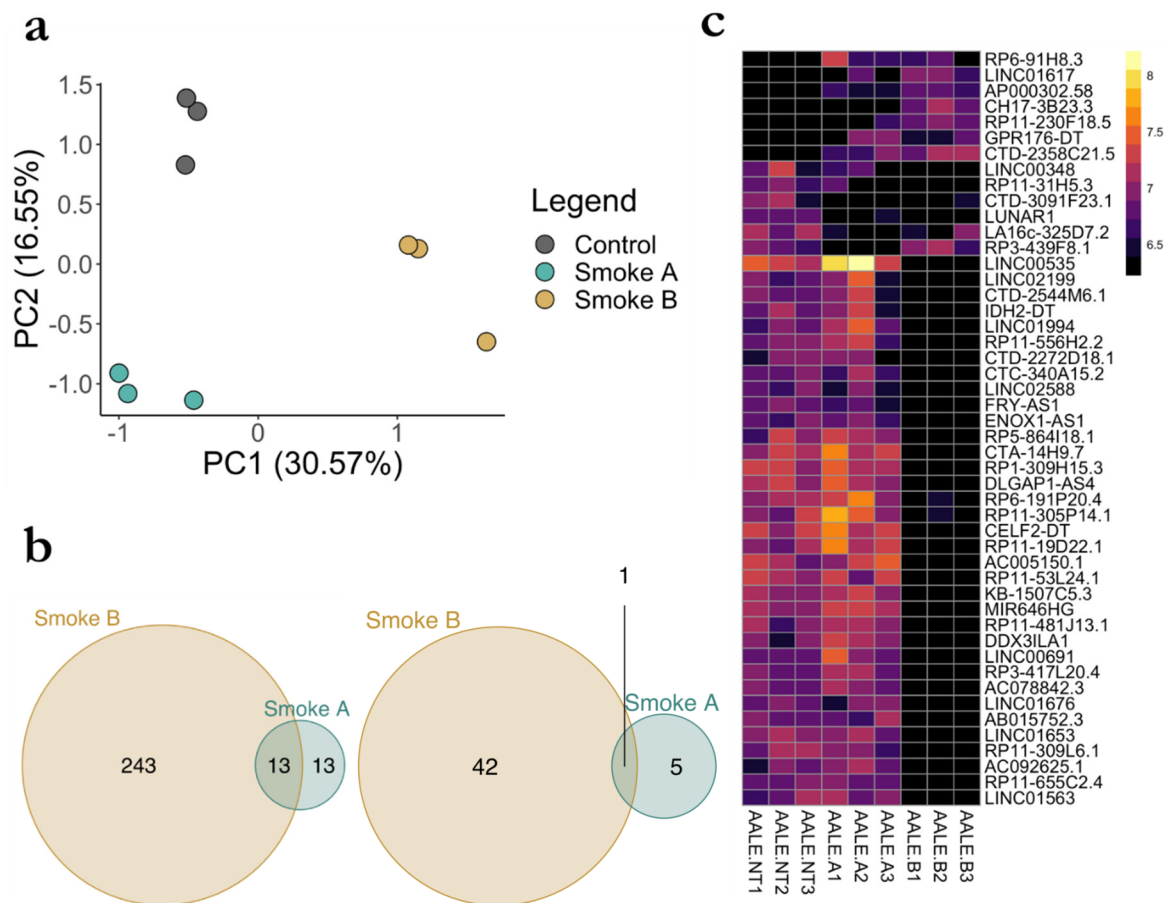 a
1.5
1.0
0.5
0.0
-0.5
-1.0
PC2 (16.55%)
-1
0
1
PC1 (30.57%)
Legend
Control
Smoke A
Smoke B
b
Smoke B
Smoke A
243
13
13
Smoke B
Smoke A
1
42
5
c
RP6-91H8.3
LINC01617
AP000302.58
CH17-3B23.3
RP11-230F18.5
GPR176-DT
CTD-2358C21.5
LINC00348
RP11-31H5.3
CTD-3091F23.1
LUNAR1
LA16c-325D7.2
RP3-439F8.1
LINC00535
LINC02199
CTD-2544M6.1
IDH2-DT
LINC01994
RP11-556H2.2
CTD-2272D18.1
CTC-340A15.2
LINC02588
FRY-AS1
ENOX1-AS1
RP5-864I18.1
CTA-14H9.7
RP1-309H15.3
DLGAP1-AS4
RP6-191P20.4
RP11-305P14.1
CELF2-DT
RP11-19D22.1
AC005150.1
RP11-53L24.1
KB-1507C5.3
MIR646HG
RP11-481J13.1
DDX3ILA1
LINC00691
RP3-417L20.4
AC078842.3
LINC01676
AB015752.3
LINC01653
RP11-309L6.1
AC092625.1
RP11-655C2.4
LINC01563
AALE.NT1
AALE.NT2
AALE.NT3
AALE.A1
AALE.A2
AALE.A3
AALE.B1
AALE.B2
AALE.B3
8
7.5
7
6.5